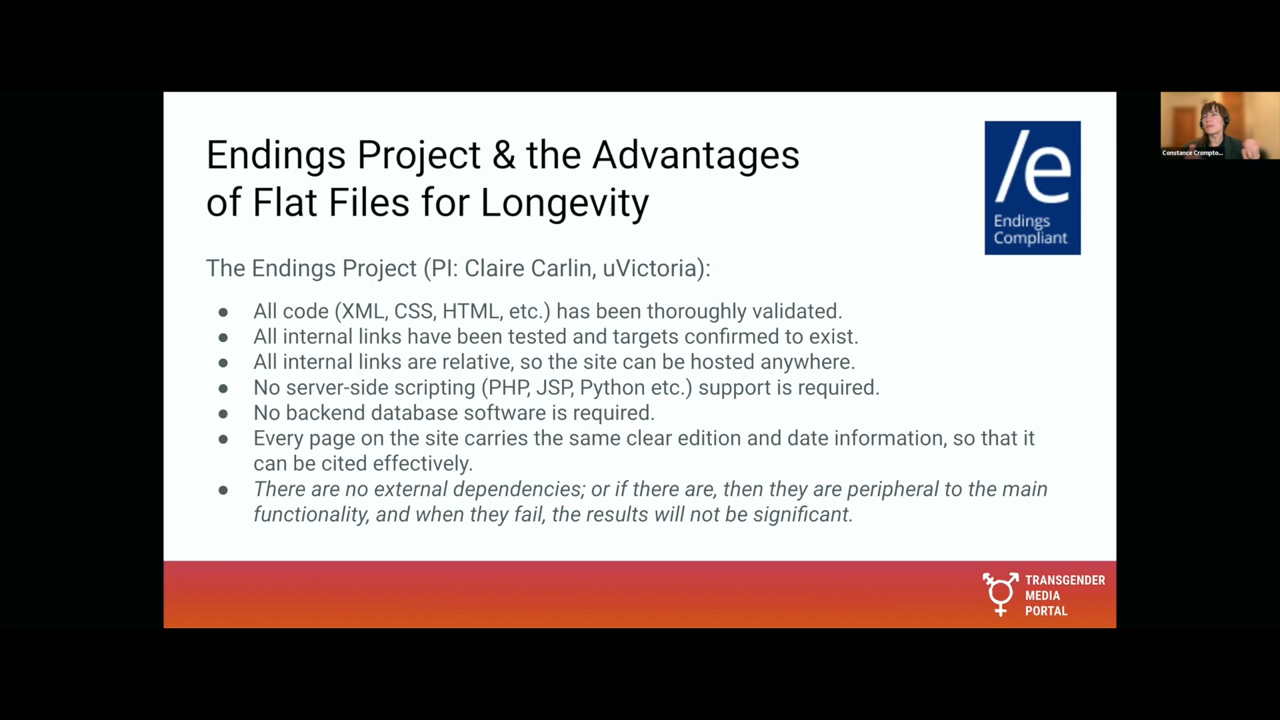 Endings Project & the Advantages
of Flat Files for Longevity
/e
Endings
Compliant
Constance Crompto...
The Endings Project (PI: Claire Carlin, uVictoria):
● All code (XML, CSS, HTML, etc.) has been thoroughly validated.
● All internal links have been tested and targets confirmed to exist.
● All internal links are relative, so the site can be hosted anywhere.
● No server-side scripting (PHP, JSP, Python etc.) support is required.
● No backend database software is required.
● Every page on the site carries the same clear edition and date information, so that it
can be cited effectively.
● There are no external dependencies; or if there are, then they are peripheral to the main
functionality, and when they fail, the results will not be significant.
TRANSGENDER
MEDIA
PORTAL